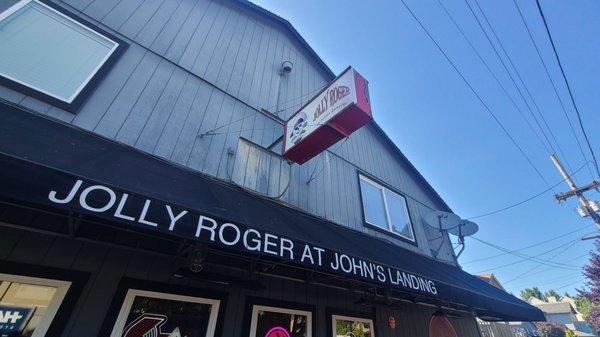 JOLLY ROGER
JOLLY ROGER AT JOHN'S LANDING